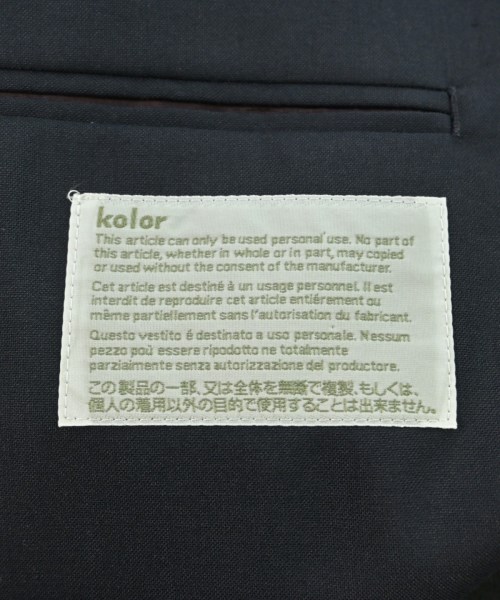 kolor
This article can only be used personal use. No part of
this article, whether in whole or in part, may copied
or used without the consent of the manufacturer.
Cet article est destiné à un usage personnel. Il est
interdit de reproduire cet article entiérement ou
même partiellement sans l'autorisation du fabricant.
Questo vestito é destinato a uso personale. Nessum
pezzo poù essere ripodotto ne totalmente
parziaimente senza autorizzazione del produttore.
この製品の一部、又は全体を無断で複製、もしくは、
個人の着用以外の目的で使用することは出来ません。